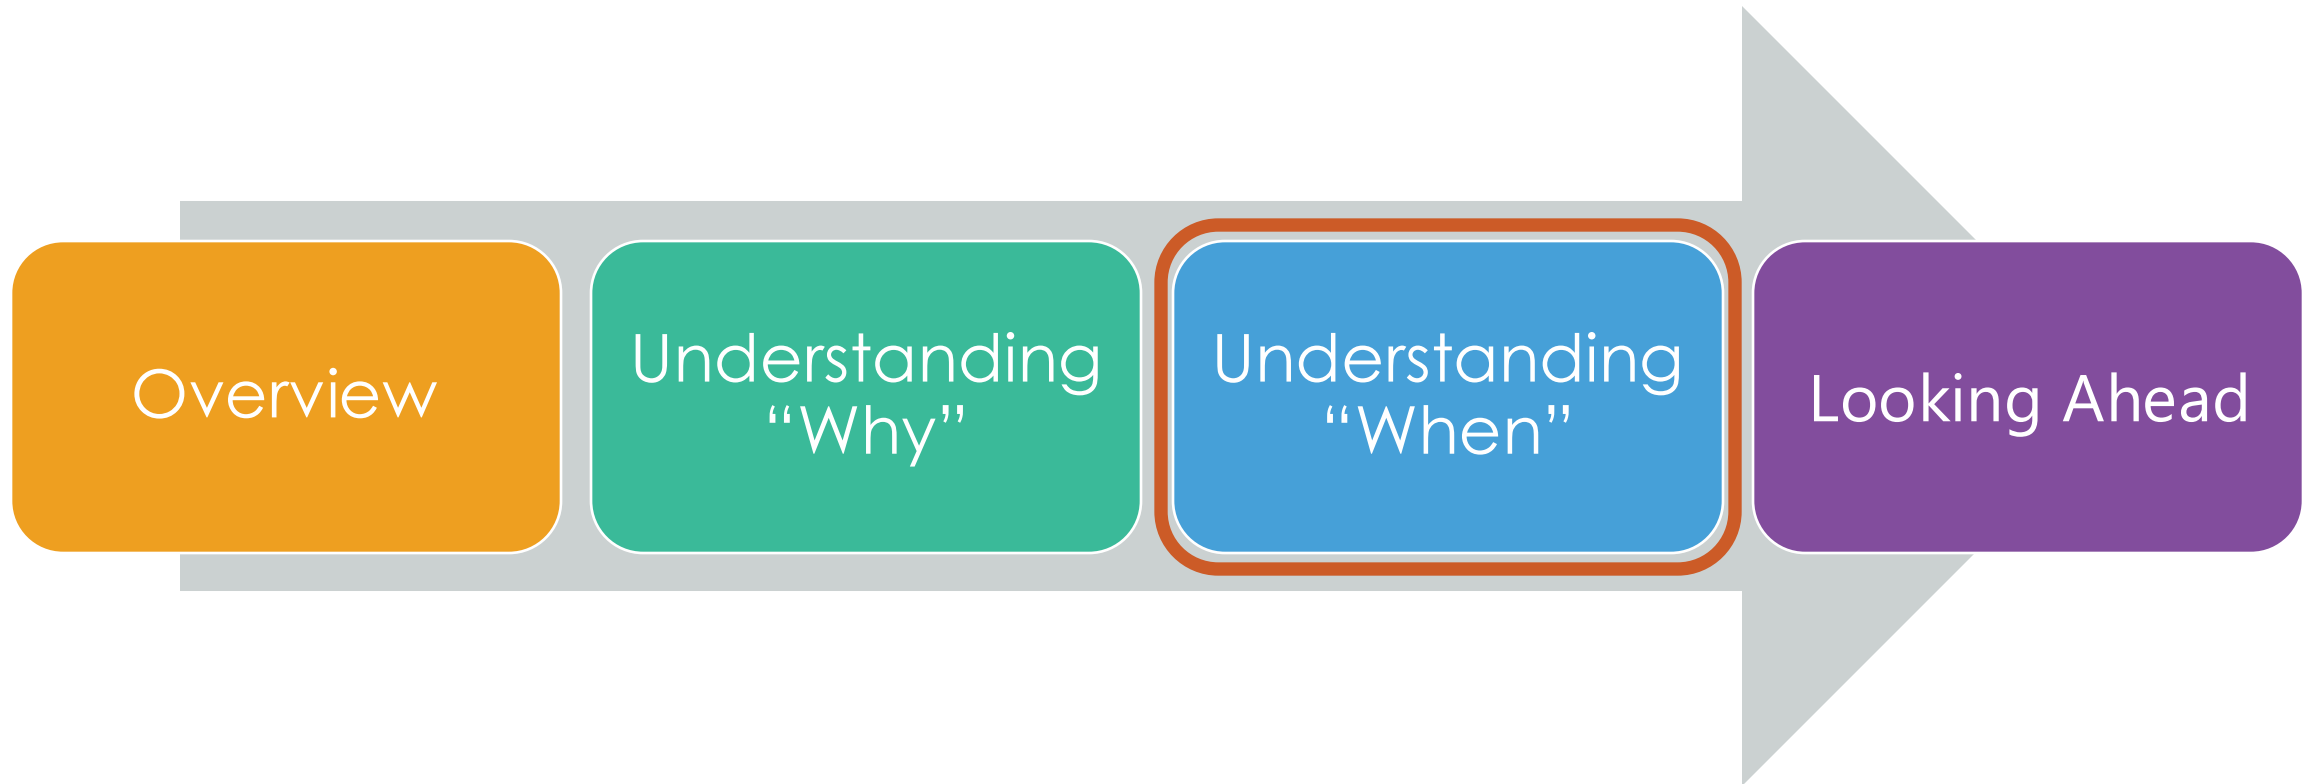 Overview
Understanding
“Why”
Understanding
“When”
Looking Ahead